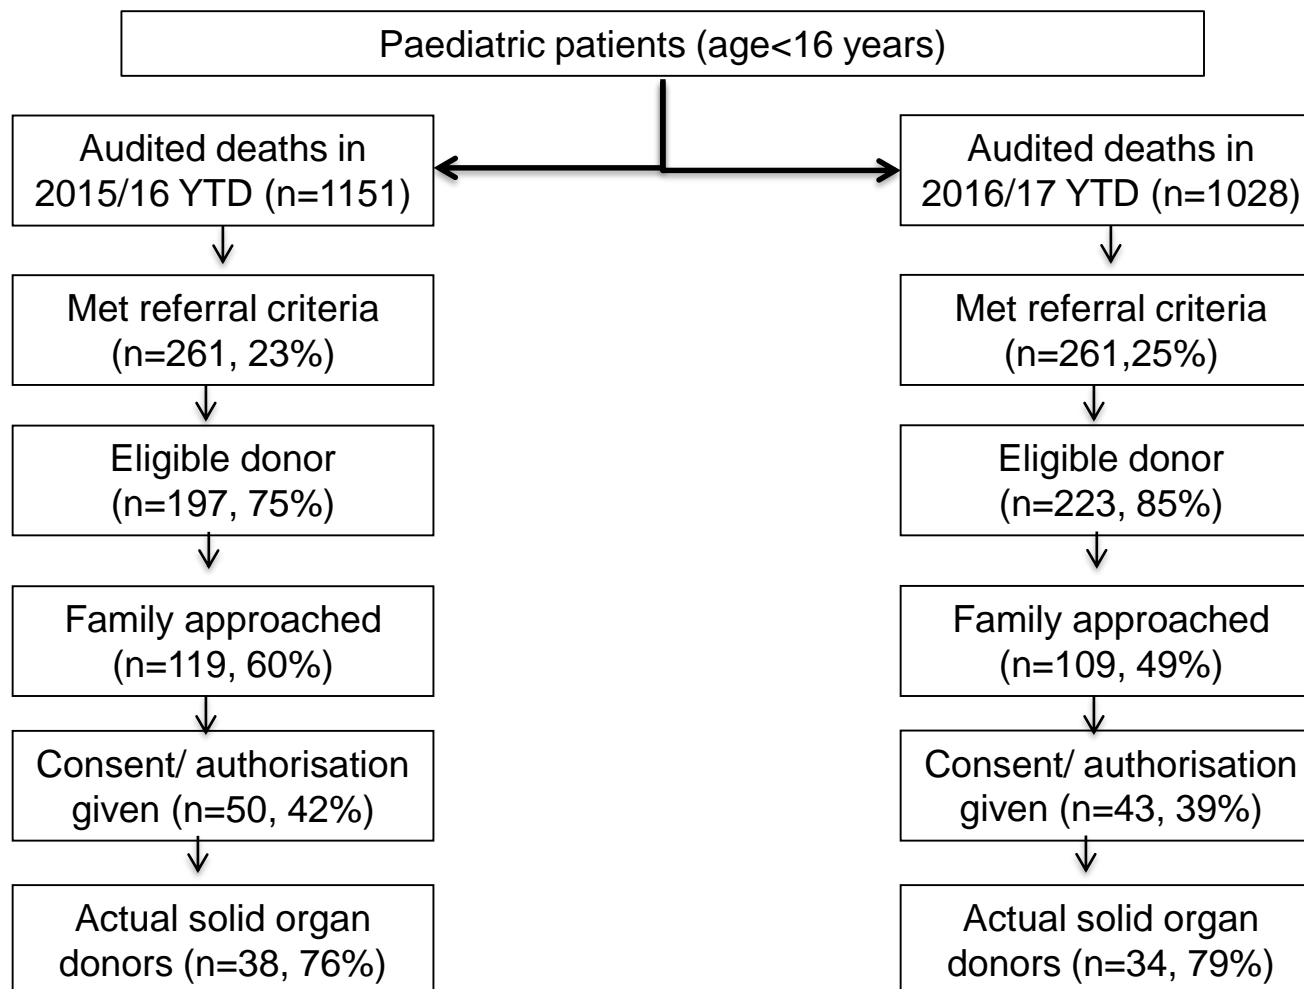 Paediatric patients (age<16 years)
Audited deaths in
2015/16 YTD (n=1151)
Met referral criteria
(n=261, 23%)
Eligible donor
(n=197, 75%)
Family approached
(n=119, 60%)
Consent/ authorisation
given (n=50, 42%)
Actual solid organ
donors (n=38, 76%)
Audited deaths in
2016/17 YTD (n=1028)
Met referral criteria
(n=261,25%)
Eligible donor
(n=223, 85%)
Family approached
(n=109, 49%)
Consent/ authorisation
given (n=43, 39%)
Actual solid organ
donors (n=34, 79%)